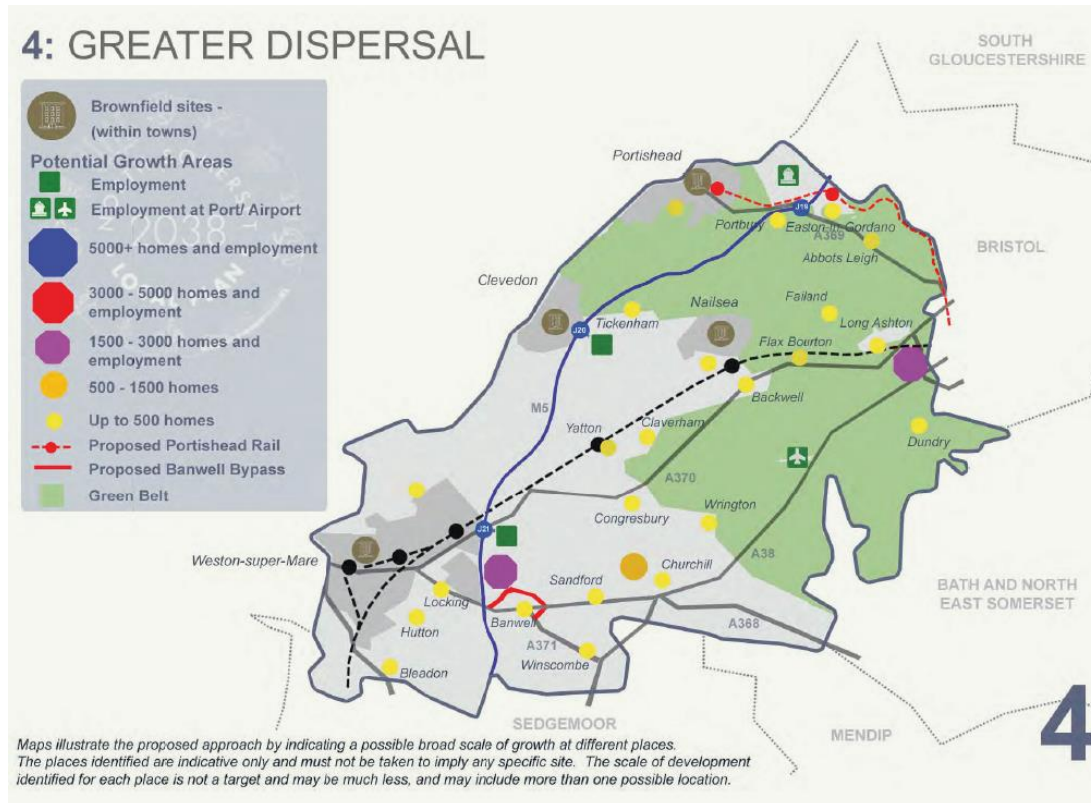 4: GREATER DISPERSAL
Brownfield sites -
(within towns)
Potential Growth Areas
Employment
Employment at Port/ Airport
5000+ homes and employment
3000 - 5000 homes and
employment
1500 - 3000 homes and
employment
500 - 1500 homes
Up to 500 homes
Proposed Portishead Rail
Proposed Banwell Bypass
Green Belt
2038
LOCAL PLAN
SOUTH
GLOUCESTERSHIRE
Portishead
J19
Portbury
Easton-in-Gordano
A369
Abbots Leigh
BRISTOL
Clevedon
J20
Tickenham
Nailsea
Failand
Long Ashton
Flax Bourton
M5
Backwell
Yatton
Claverham
Dundry
A370
Congresbury
Wrington
J21
A38
Weston-super-Mare
Churchill
Sandford
Locking
Banwell
Hutton
A371
A368
Winscombe
Bleadon
BATH AND NORTH
EAST SOMERSET
SEDGEMOOR
MENDIP
4
Maps illustrate the proposed approach by indicating a possible broad scale of growth at different places.
The places identified are indicative only and must not be taken to imply any specific site. The scale of development
identified for each place is not a target and may be much less, and may include more than one possible location.